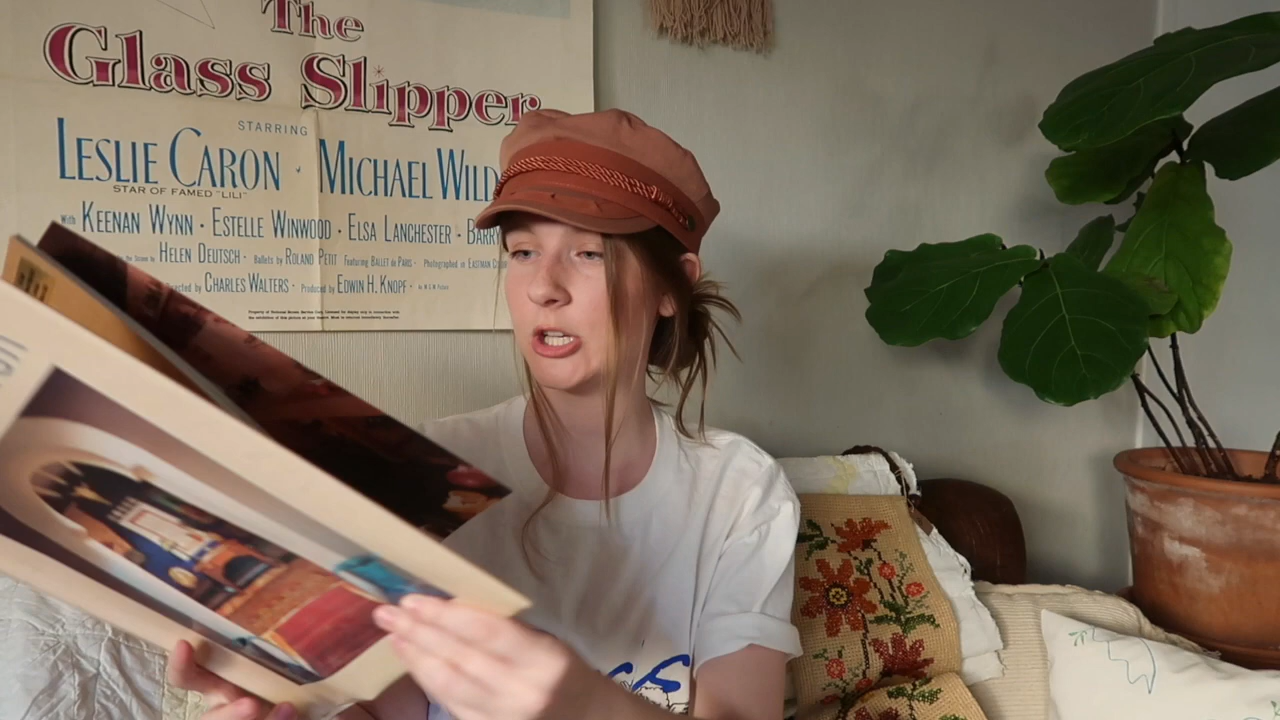 The
Glass Slipper
STARRING
LESLIE CARON · MICHAEL WILD
STAR OF FAMED "LILI"
With KEENAN WYNN · ESTELLE WINWOOD · ELSA LANCHESTER · BARR
HELEN DEUTSCH · Ballets by ROLAND PETIT Featuring BALLET de PARIS · Photographed in EASTMAN
CHARLES WALTERS · Produced by EDWIN H. KNOPF ·